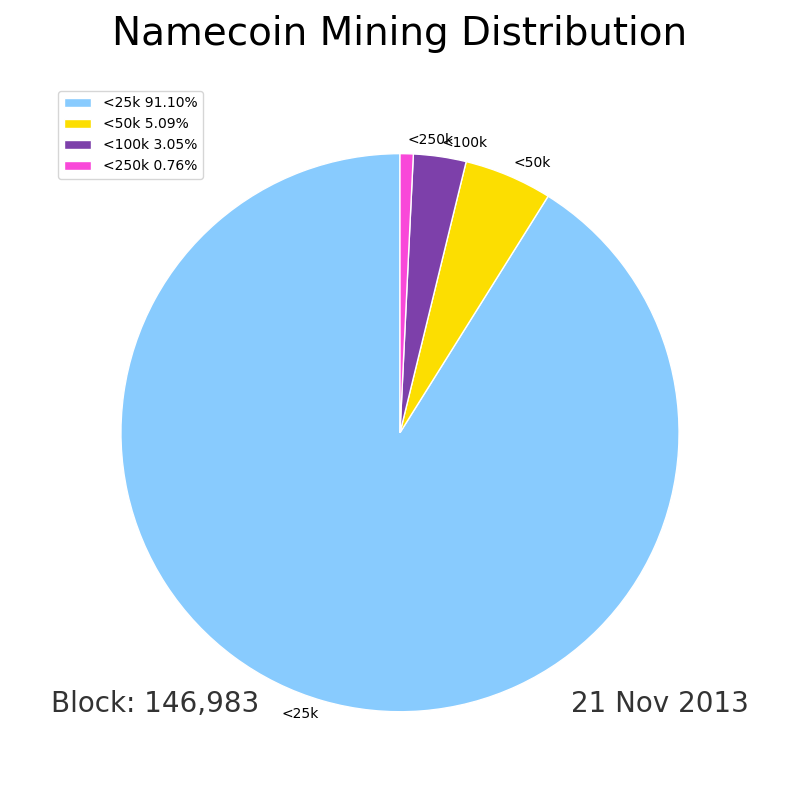 Namecoin Mining Distribution
<25k 91.10%
<50k 5.09%
<100k 3.05%
<250k 0.76%
<250k
<100k
<50k
Block: 146,983
<25k
21 Nov 2013